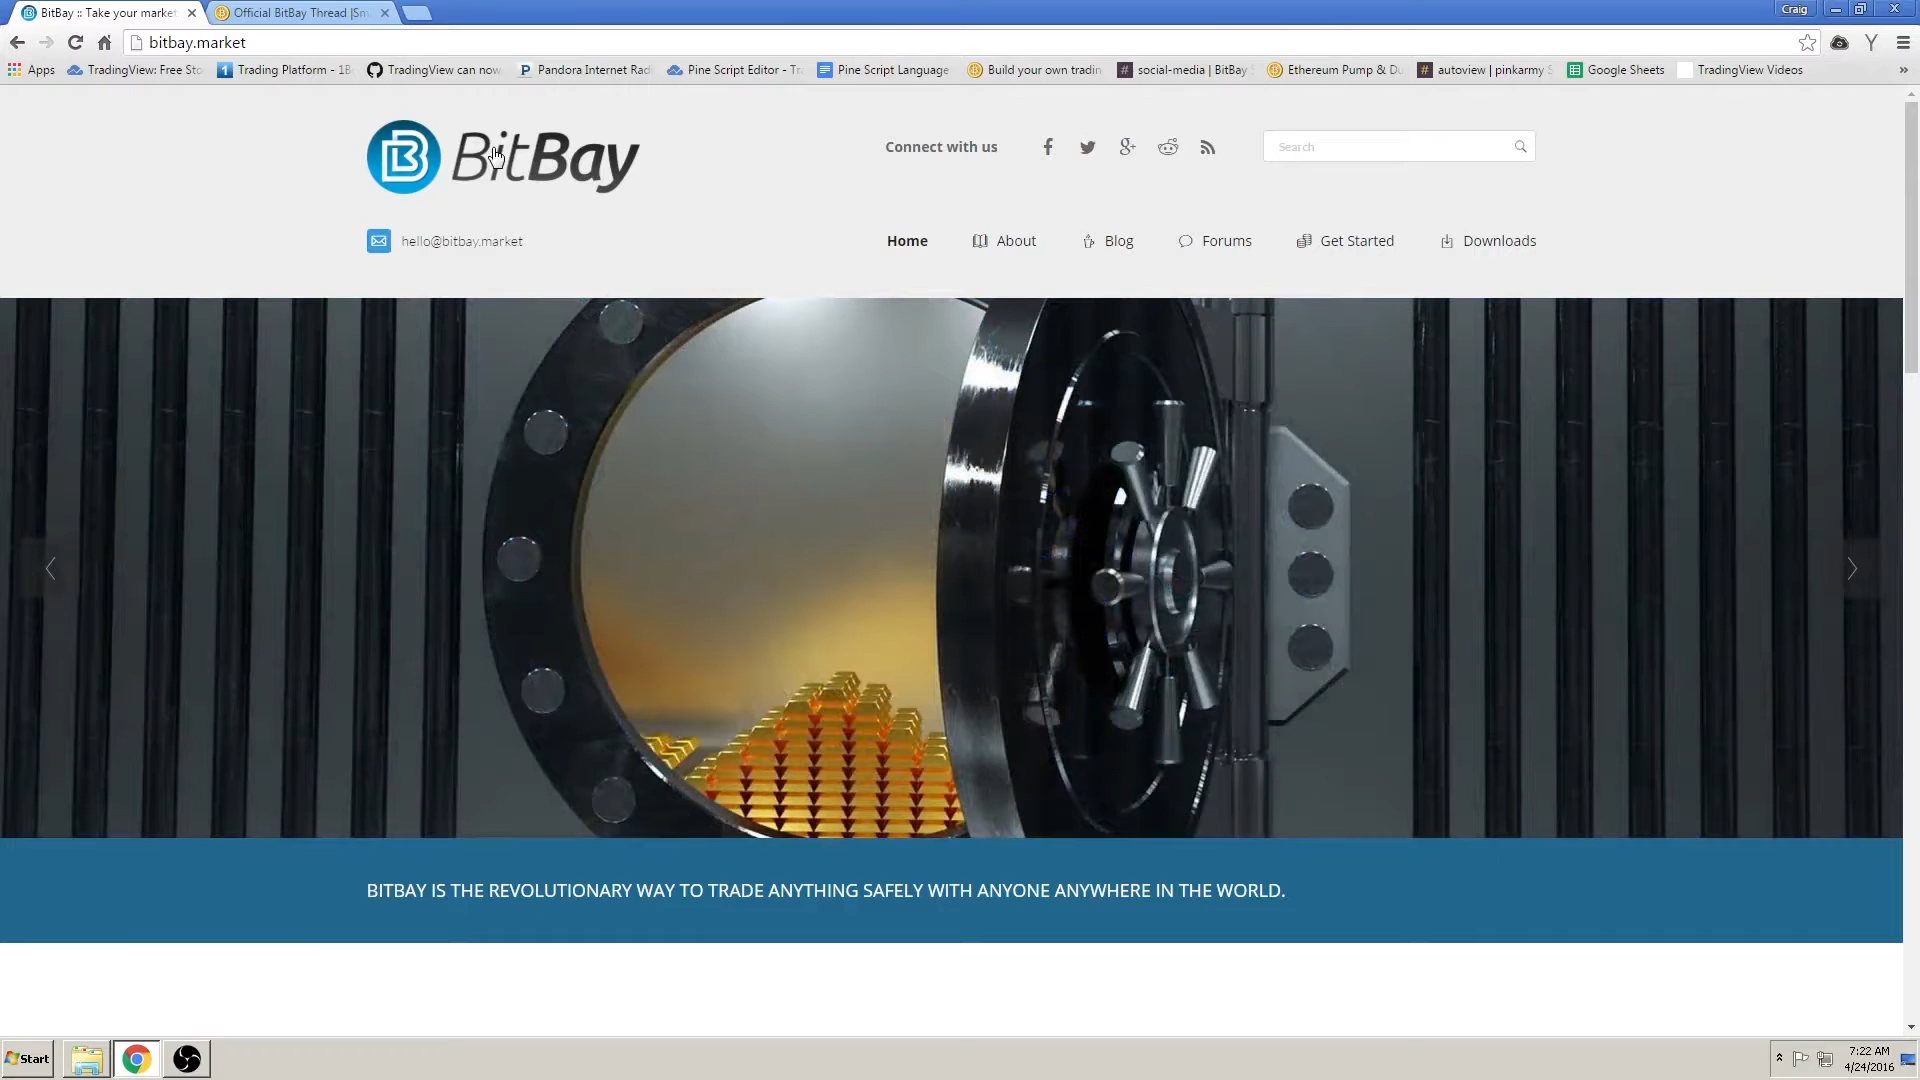 BitBay :: Take your market
Official BitBay Thread |Sm
Craig
bitbay.market
Apps
TradingView: Free Sto
Trading Platform - 1B
TradingView can now
Pandora Internet Rad
Pine Script Editor - Tr
Pine Script Language
Build your own tradin
social-media | BitBay
Ethereum Pump & Du
autoview | pinkarmy S
Google Sheets
TradingView Videos
»
BitBay
Connect with us
Search
hello@bitbay.market
Home
About
Blog
Forums
Get Started
Downloads
BITBAY IS THE REVOLUTIONARY WAY TO TRADE ANYTHING SAFELY WITH ANYONE ANYWHERE IN THE WORLD.
Start
7:22 AM
4/24/2016